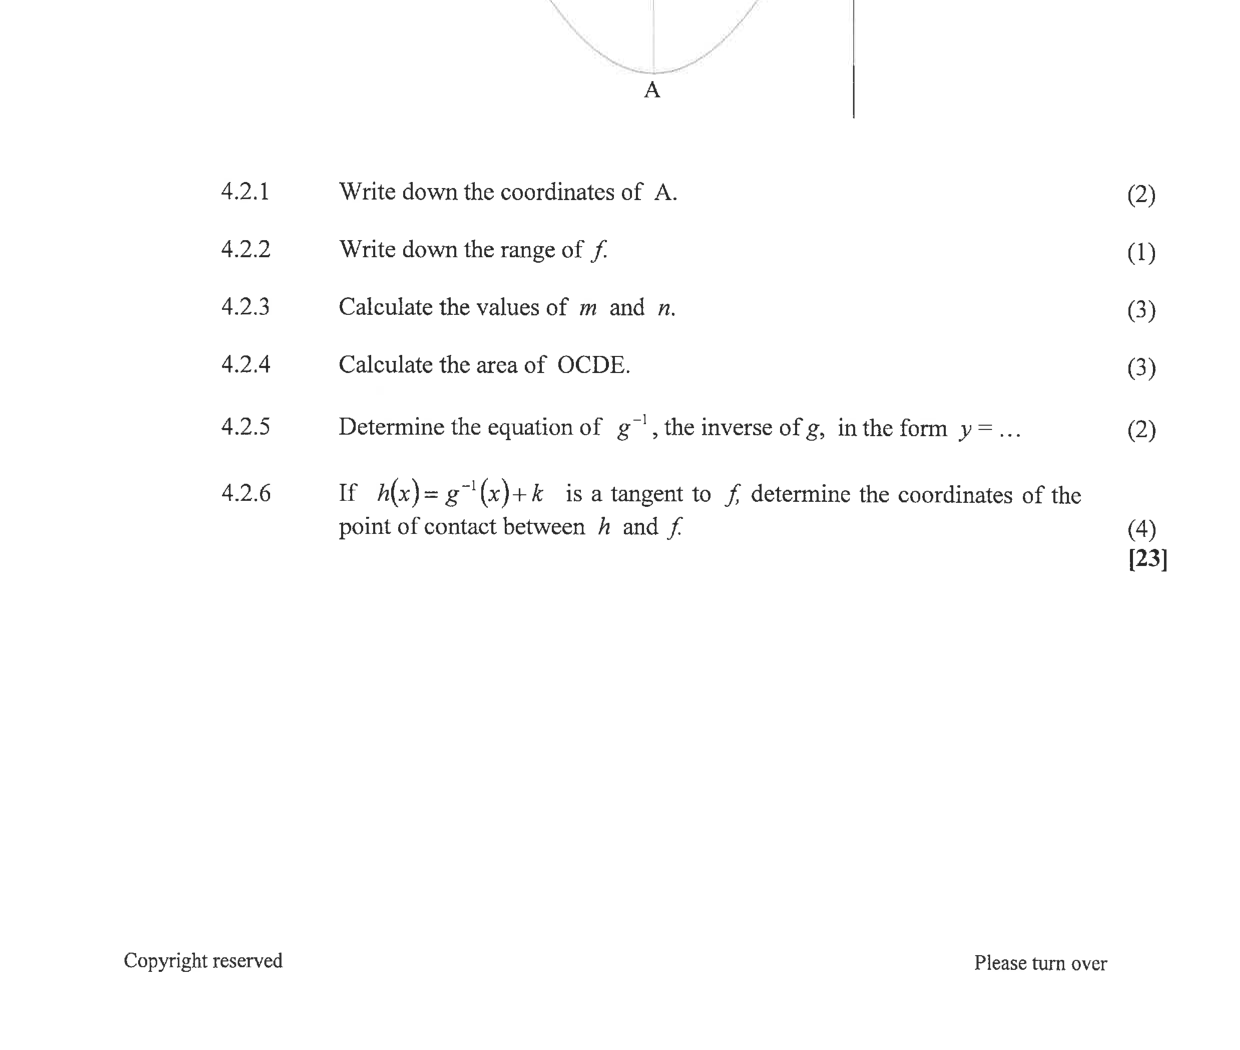 A
4.2.1 Write down the coordinates of A. (2)
4.2.2 Write down the range of f. (1)
4.2.3 Calculate the values of m and n. (3)
4.2.4 Calculate the area of OCDE. (3)
4.2.5 Determine the equation of g⁻¹, the inverse of g, in the form y = ... (2)
4.2.6 If h(x) = g⁻¹(x) + k is a tangent to f, determine the coordinates of the
point of contact between h and f. (4)
[23]
Copyright reserved Please turn over